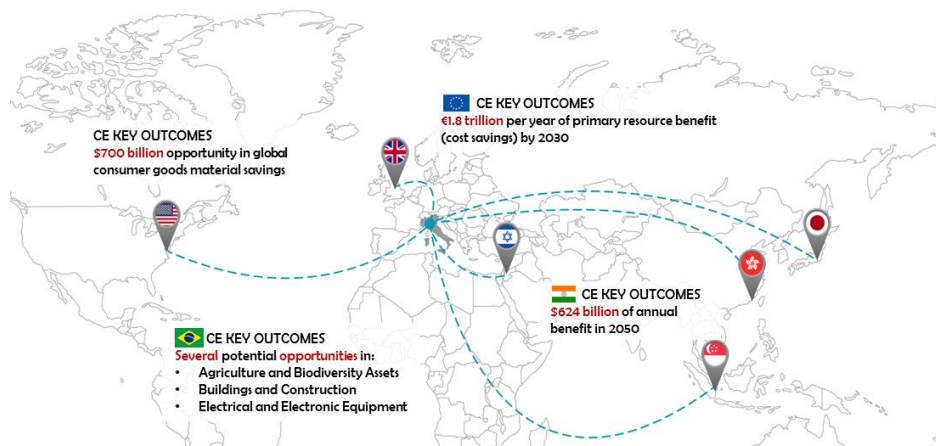 CE KEY OUTCOMES
€1.8 trillion per year of primary resource benefit
(cost savings) by 2030
CE KEY OUTCOMES
$700 billion opportunity in global
consumer goods material savings
CE KEY OUTCOMES
$624 billion of annual
benefit in 2050
CE KEY OUTCOMES
Several potential opportunities in:
• Agriculture and Biodiversity Assets
• Buildings and Construction
• Electrical and Electronic Equipment